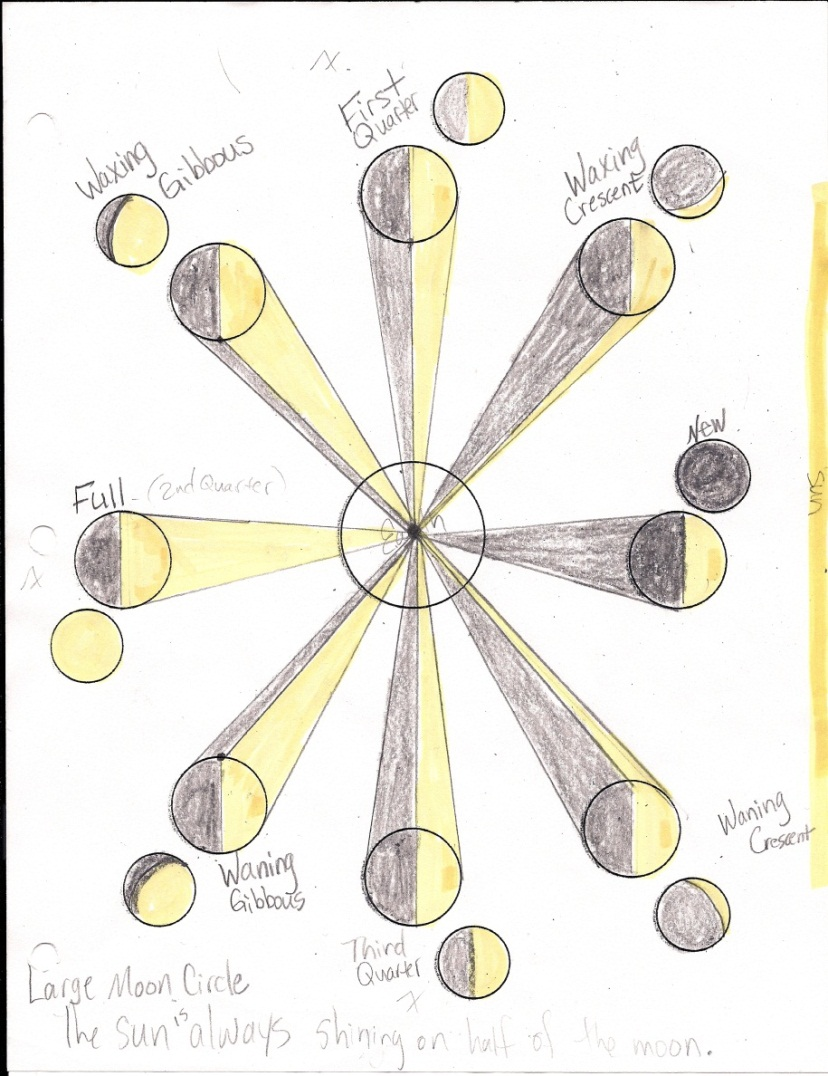 First
Quarter
Waxing
Gibbous
Waxing
Crescent
New
Full - (2nd Quarter)
Sun
Waning
Gibbous
Waning
Crescent
Third
Quarter
Large Moon Circle
The Sun is always shining on half of the moon.